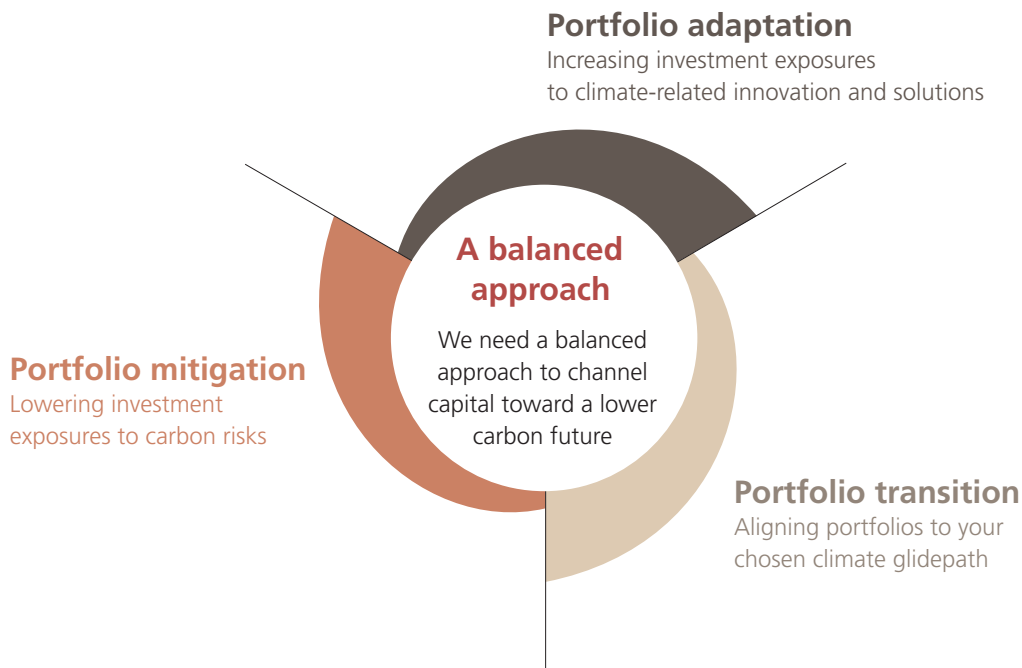 Portfolio adaptation
Increasing investment exposures
to climate-related innovation and solutions
A balanced
approach
We need a balanced
approach to channel
capital toward a lower
carbon future
Portfolio mitigation
Lowering investment
exposures to carbon risks
Portfolio transition
Aligning portfolios to your
chosen climate glidepath